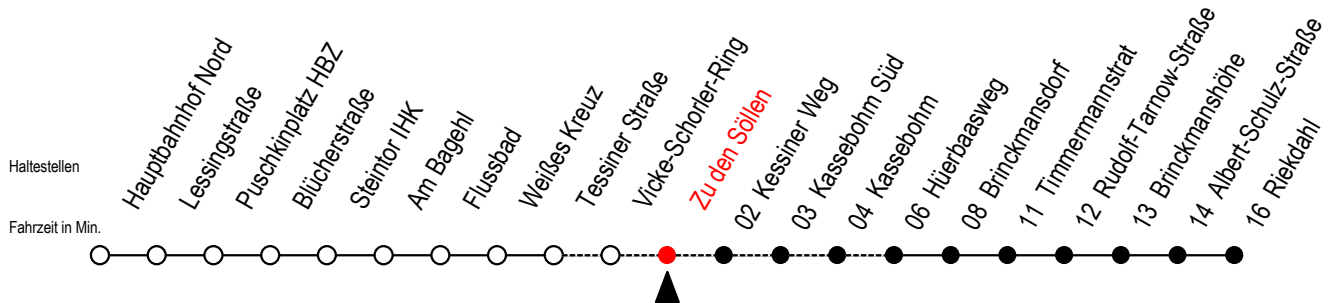 Haltestellen
Fahrzeit in Min.
Hauptbahnhof Nord
Lessingstraße
Puschkinplatz HBZ
Blücherstraße
Steintor IHK
Am Bagehl
Flussbad
Weißes Kreuz
Tessiner Straße
Vicke-Schorler-Ring
Zu den Söllen
02 Kessiner Weg
03 Kassebohm Süd
04 Kassebohm
06 Hüerbaasweg
08 Brinckmansdorf
11 Timmermannstrat
12 Rudolf-Tarnow-Straße
13 Brinckmanshöhe
14 Albert-Schulz-Straße
16 Riekdahl